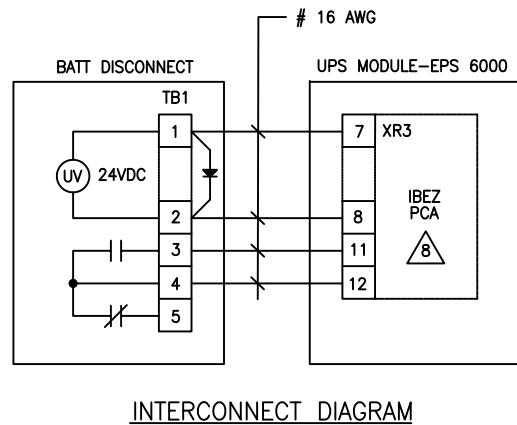 # 16 AWG
BATT DISCONNECT
UPS MODULE-EPS 6000
TB1
1
7
XR3
UV
24VDC
IBEZ
PCA
2
8
8
3
11
4
12
5
INTERCONNECT DIAGRAM